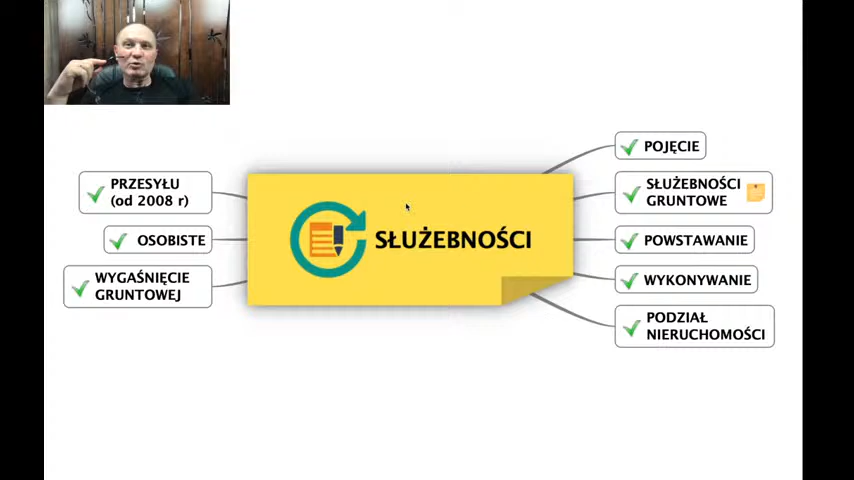 SŁUŻEBNOŚCI
POJĘCIE
SŁUŻEBNOŚCI
GRUNTOWE
POWSTAWANIE
WYKONYWANIE
PODZIAŁ
NIERUCHOMOŚCI
PRZESYŁU
(od 2008 r)
OSOBISTE
WYGAŚNIĘCIE
GRUNTOWEJ